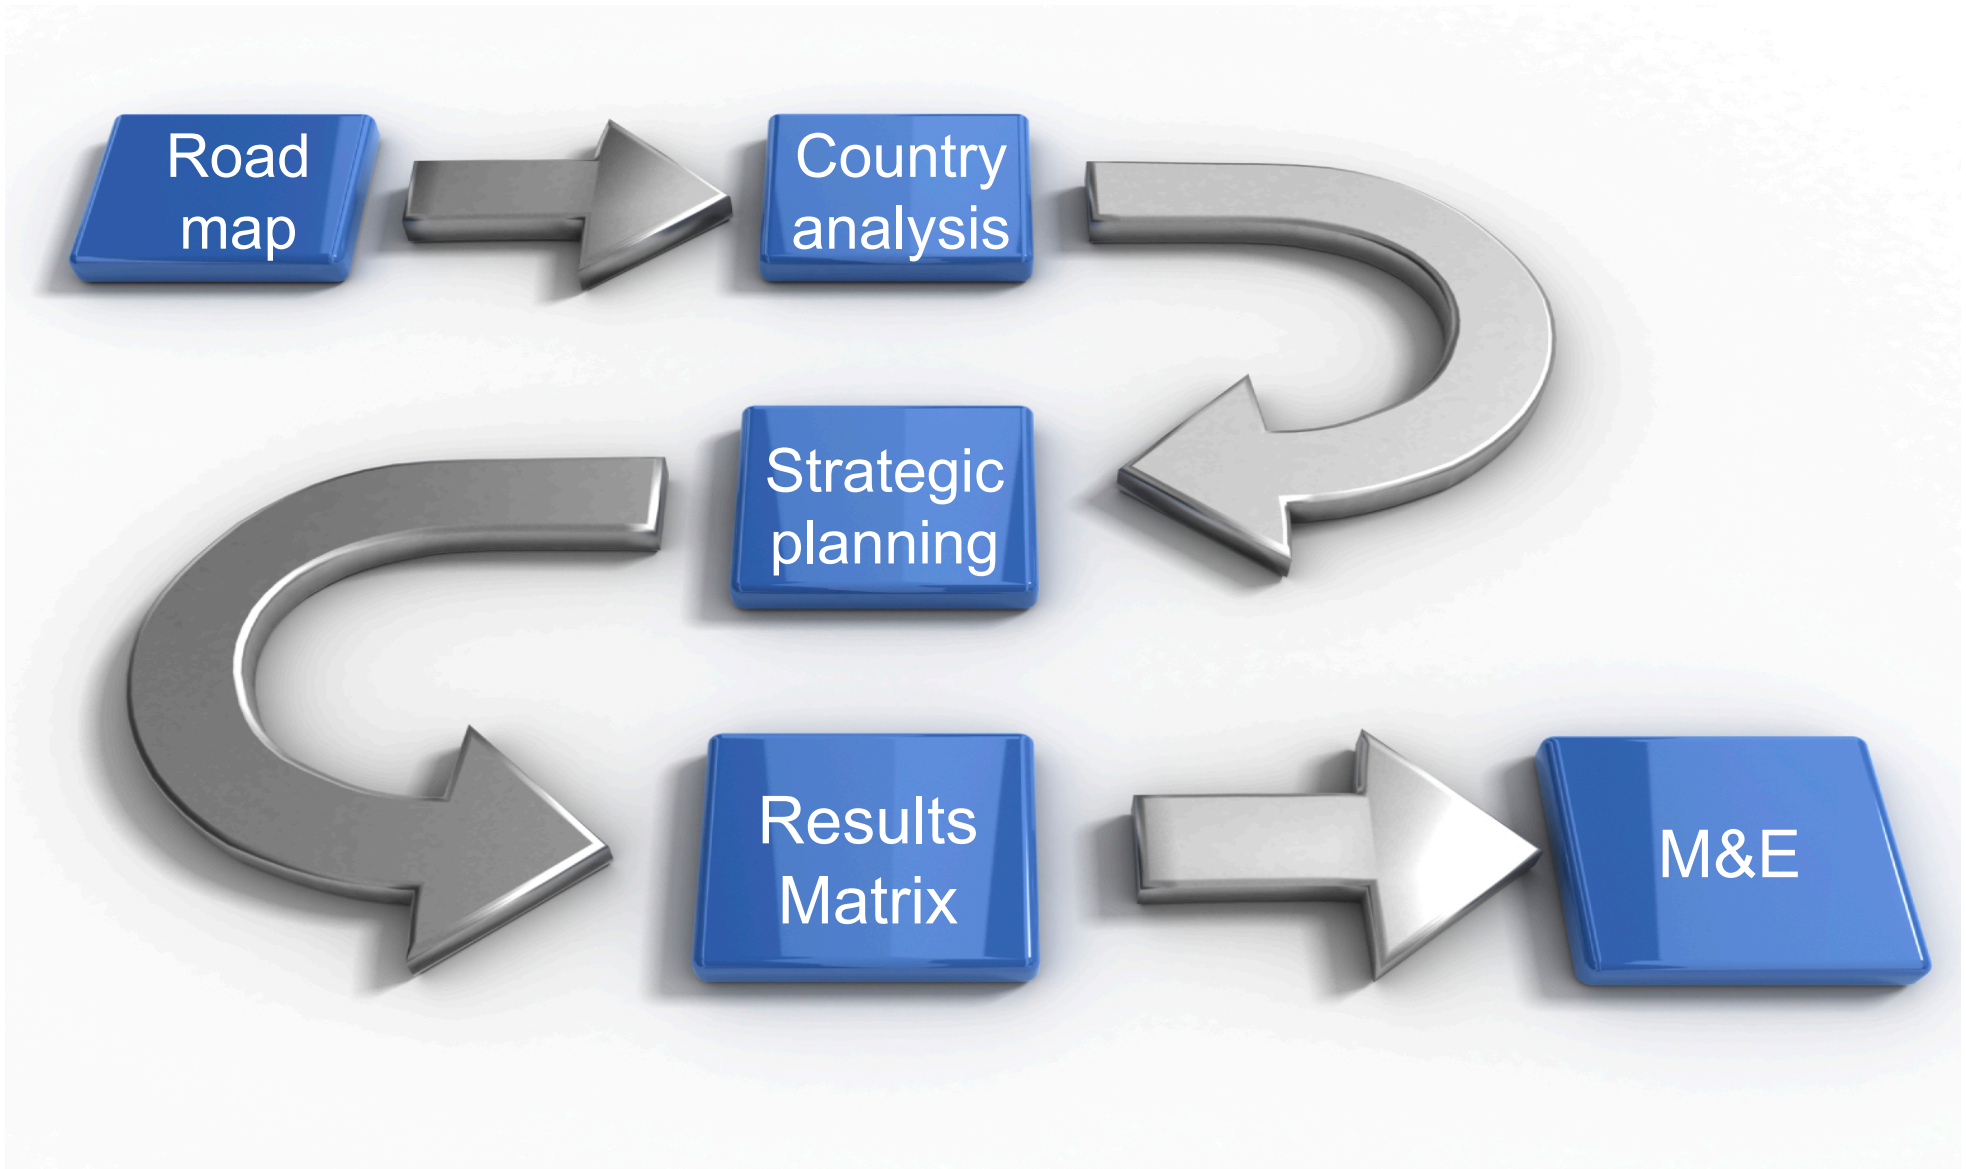 Road
map
Country
analysis
Strategic
planning
Results
Matrix
M&E